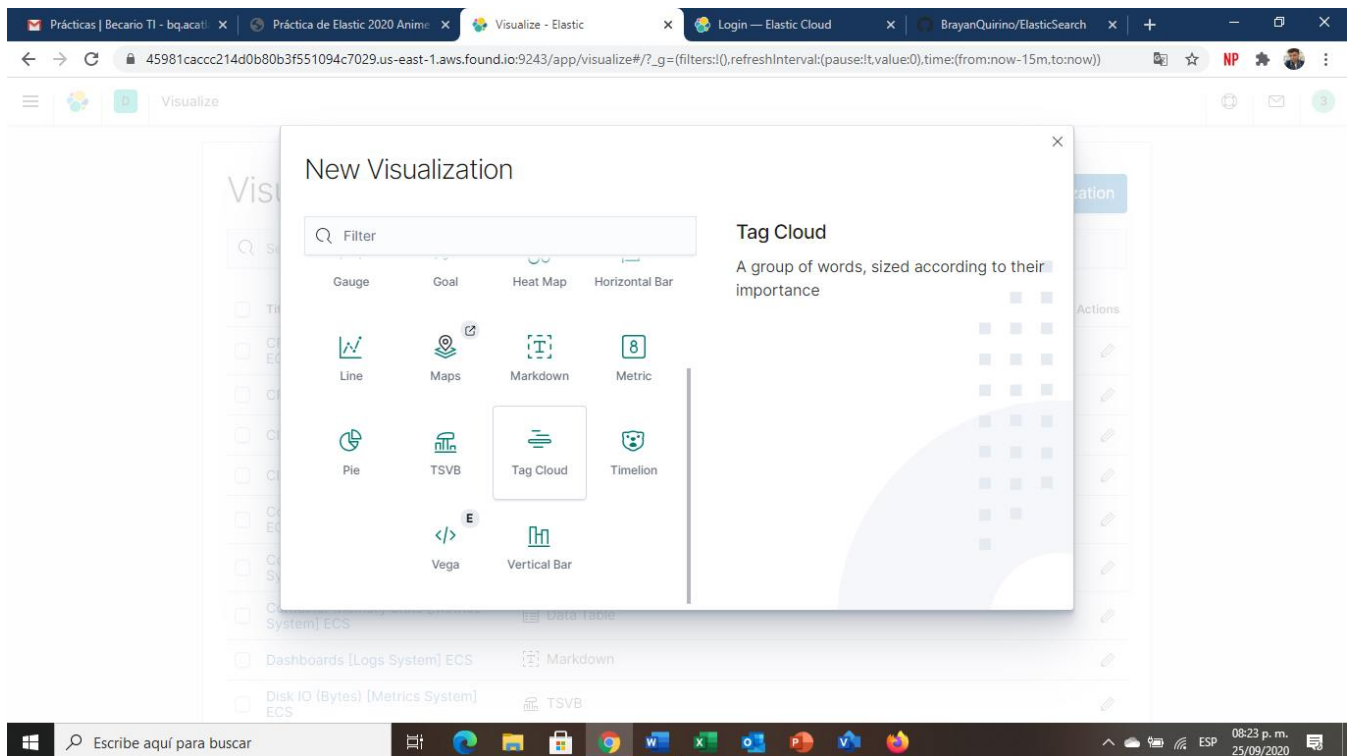 Prácticas | Becario TI - bq.acatl
Práctica de Elastic 2020 Anime
Visualize - Elastic
Login — Elastic Cloud
BrayanQuirino/ElasticSearch
45981caccc214d0b80b3f551094c7029.us-east-1.aws.found.io:9243/app/visualize#/?_g=(filters:!(),refreshInterval:(pause:!t,value:0),time:(from:now-15m,to:now))
NP
D
Visualize
3
New Visualization
Filter
Tag Cloud
A group of words, sized according to their
importance
Gauge
Goal
Heat Map
Horizontal Bar
Actions
Line
Maps
Markdown
Metric
Pie
TSVB
Tag Cloud
Timelion
E
Vega
Vertical Bar
System] ECS
Data Table
Dashboards [Logs System] ECS
Markdown
Disk IO (Bytes) [Metrics System]
ECS
TSVB
Escribe aquí para buscar
ESP
08:23 p. m.
25/09/2020